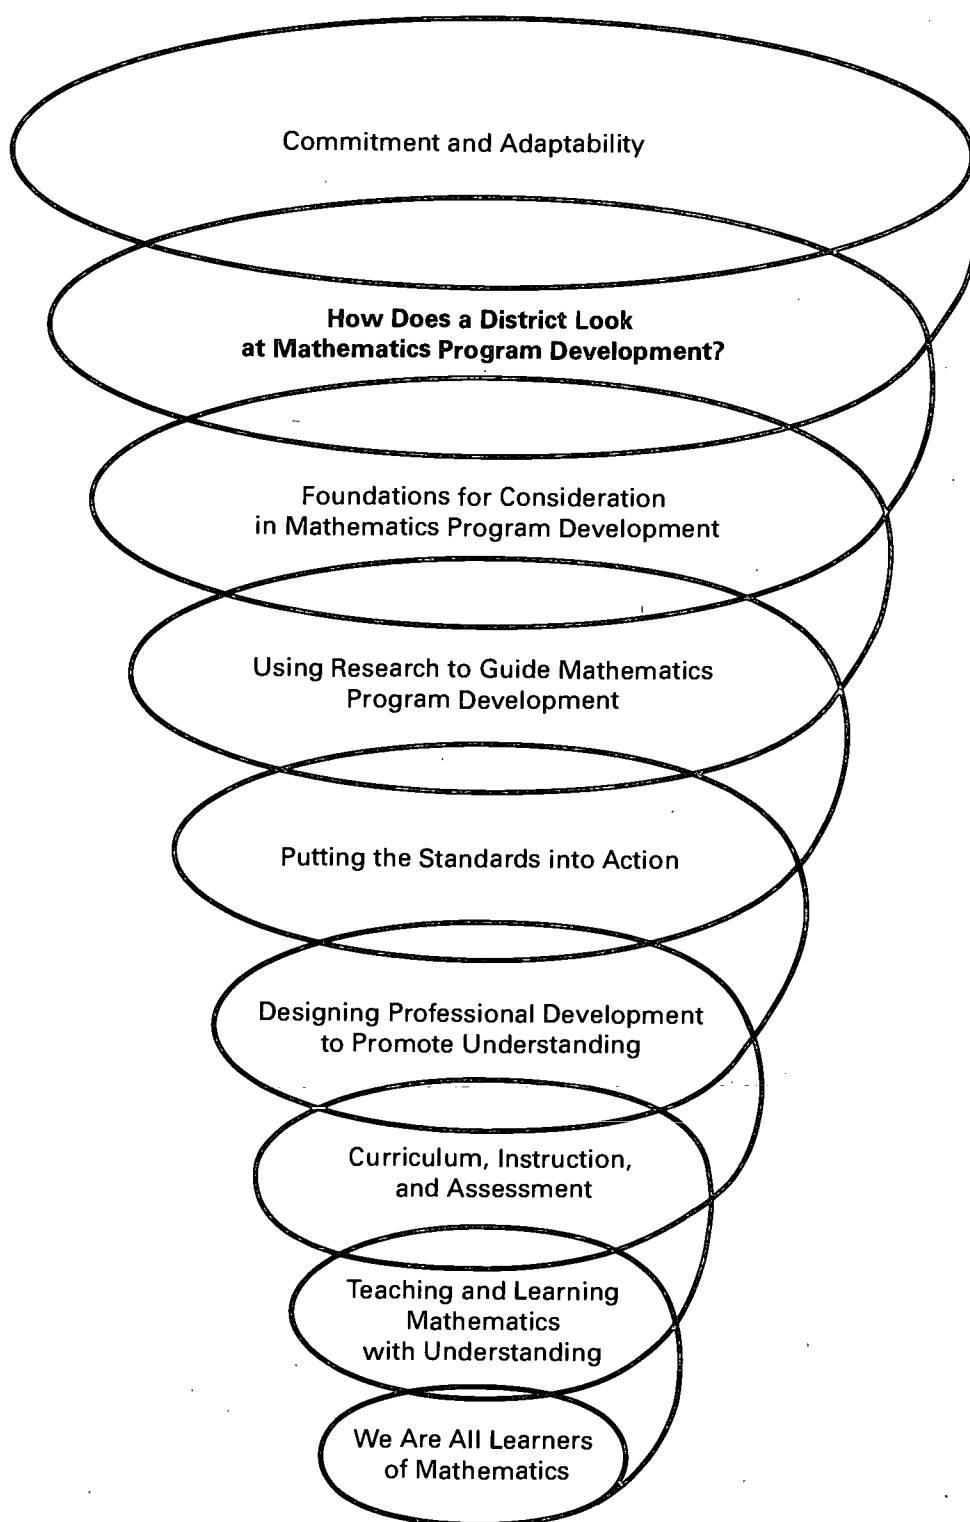 Commitment and Adaptability
How Does a District Look
at Mathematics Program Development?
Foundations for Consideration
in Mathematics Program Development
Using Research to Guide Mathematics
Program Development
Putting the Standards into Action
Designing Professional Development
to Promote Understanding
Curriculum, Instruction,
and Assessment
Teaching and Learning
Mathematics
with Understanding
We Are All Learners
of Mathematics